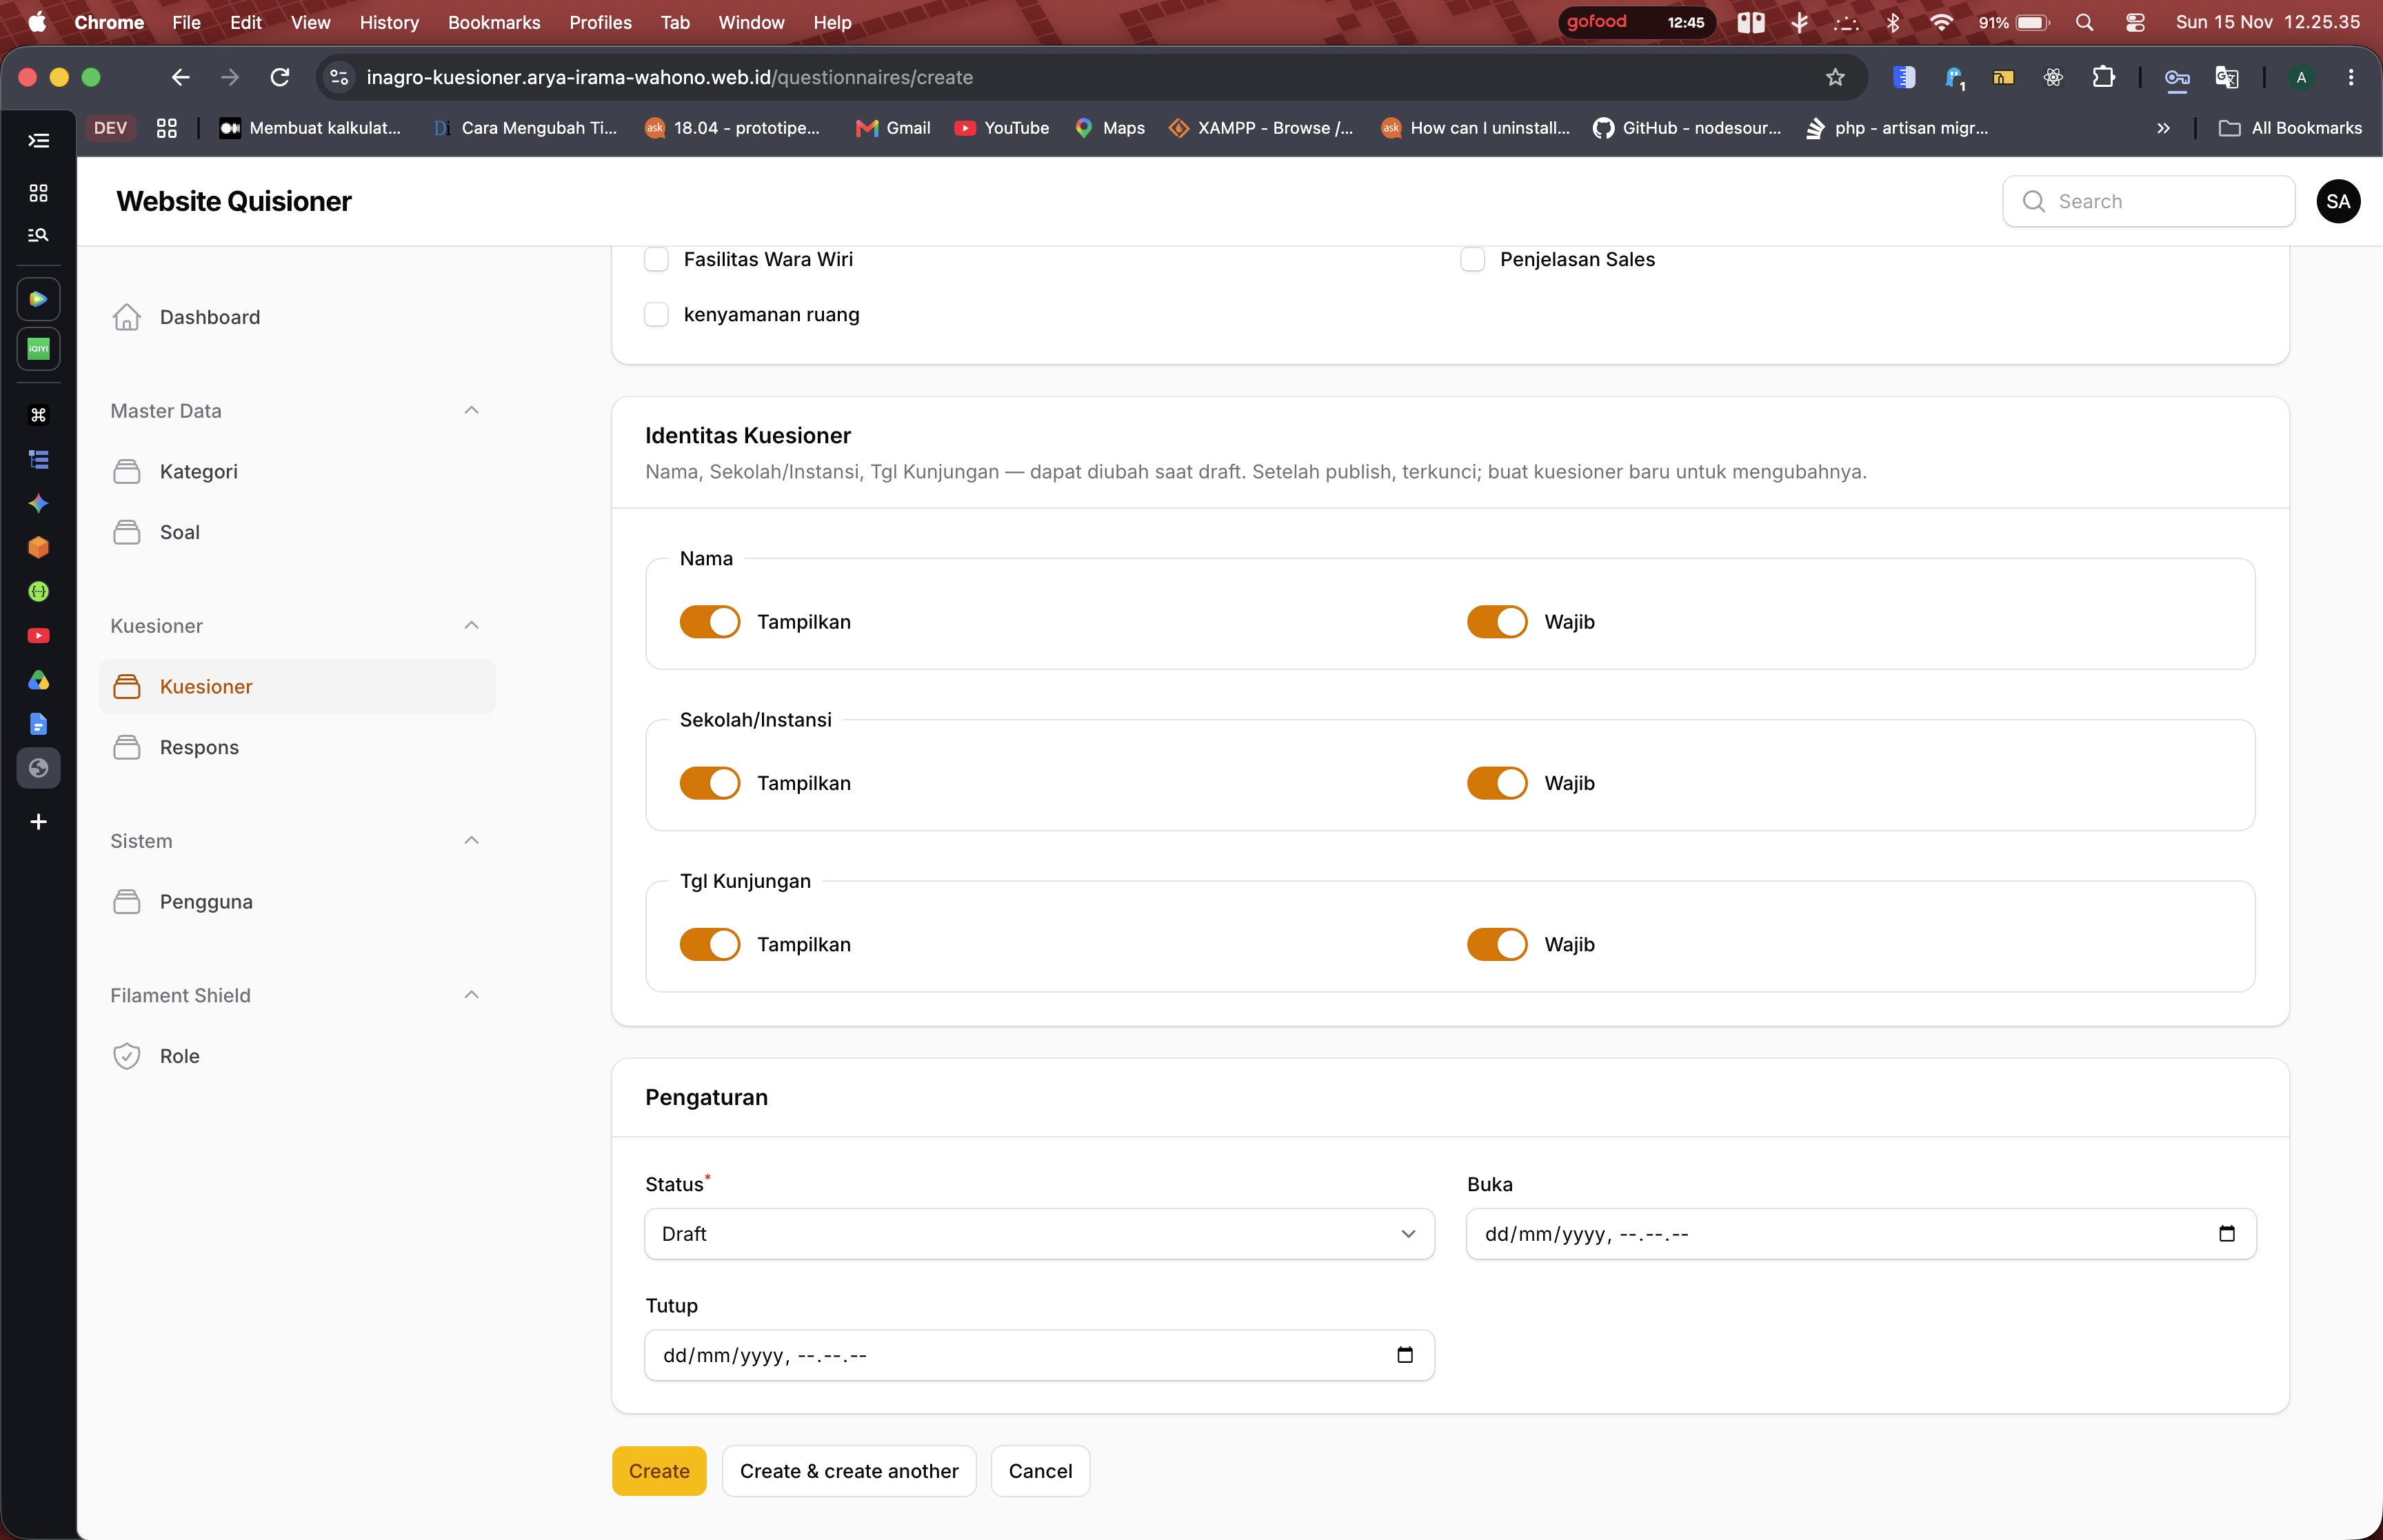 Chrome File Edit View History Bookmarks Profiles Tab Window Help
gofood 12:45 91% Sun 15 Nov 12.25.35
inagro-kuesioner.arya-irama-wahono.web.id/questionnaires/create
1
A
DEV Membuat kalkulat... Di Cara Mengubah Ti... ask 18.04 - prototipe... Gmail YouTube Maps XAMPP - Browse /... ask How can I uninstall... GitHub - nodesour... php - artisan migr... » All Bookmarks
iQIYI
Website Quisioner
Search
SA
Dashboard
Master Data
Kategori
Soal
Kuesioner
Kuesioner
Respons
Sistem
Pengguna
Filament Shield
Role
Fasilitas Wara Wiri
Penjelasan Sales
kenyamanan ruang
Identitas Kuesioner
Nama, Sekolah/Instansi, Tgl Kunjungan — dapat diubah saat draft. Setelah publish, terkunci; buat kuesioner baru untuk mengubahnya.
Nama
Tampilkan Wajib
Sekolah/Instansi
Tampilkan Wajib
Tgl Kunjungan
Tampilkan Wajib
Pengaturan
Status* Buka
Draft dd/mm/yyyy, --.--.--
Tutup
dd/mm/yyyy, --.--.--
Create Create & create another Cancel